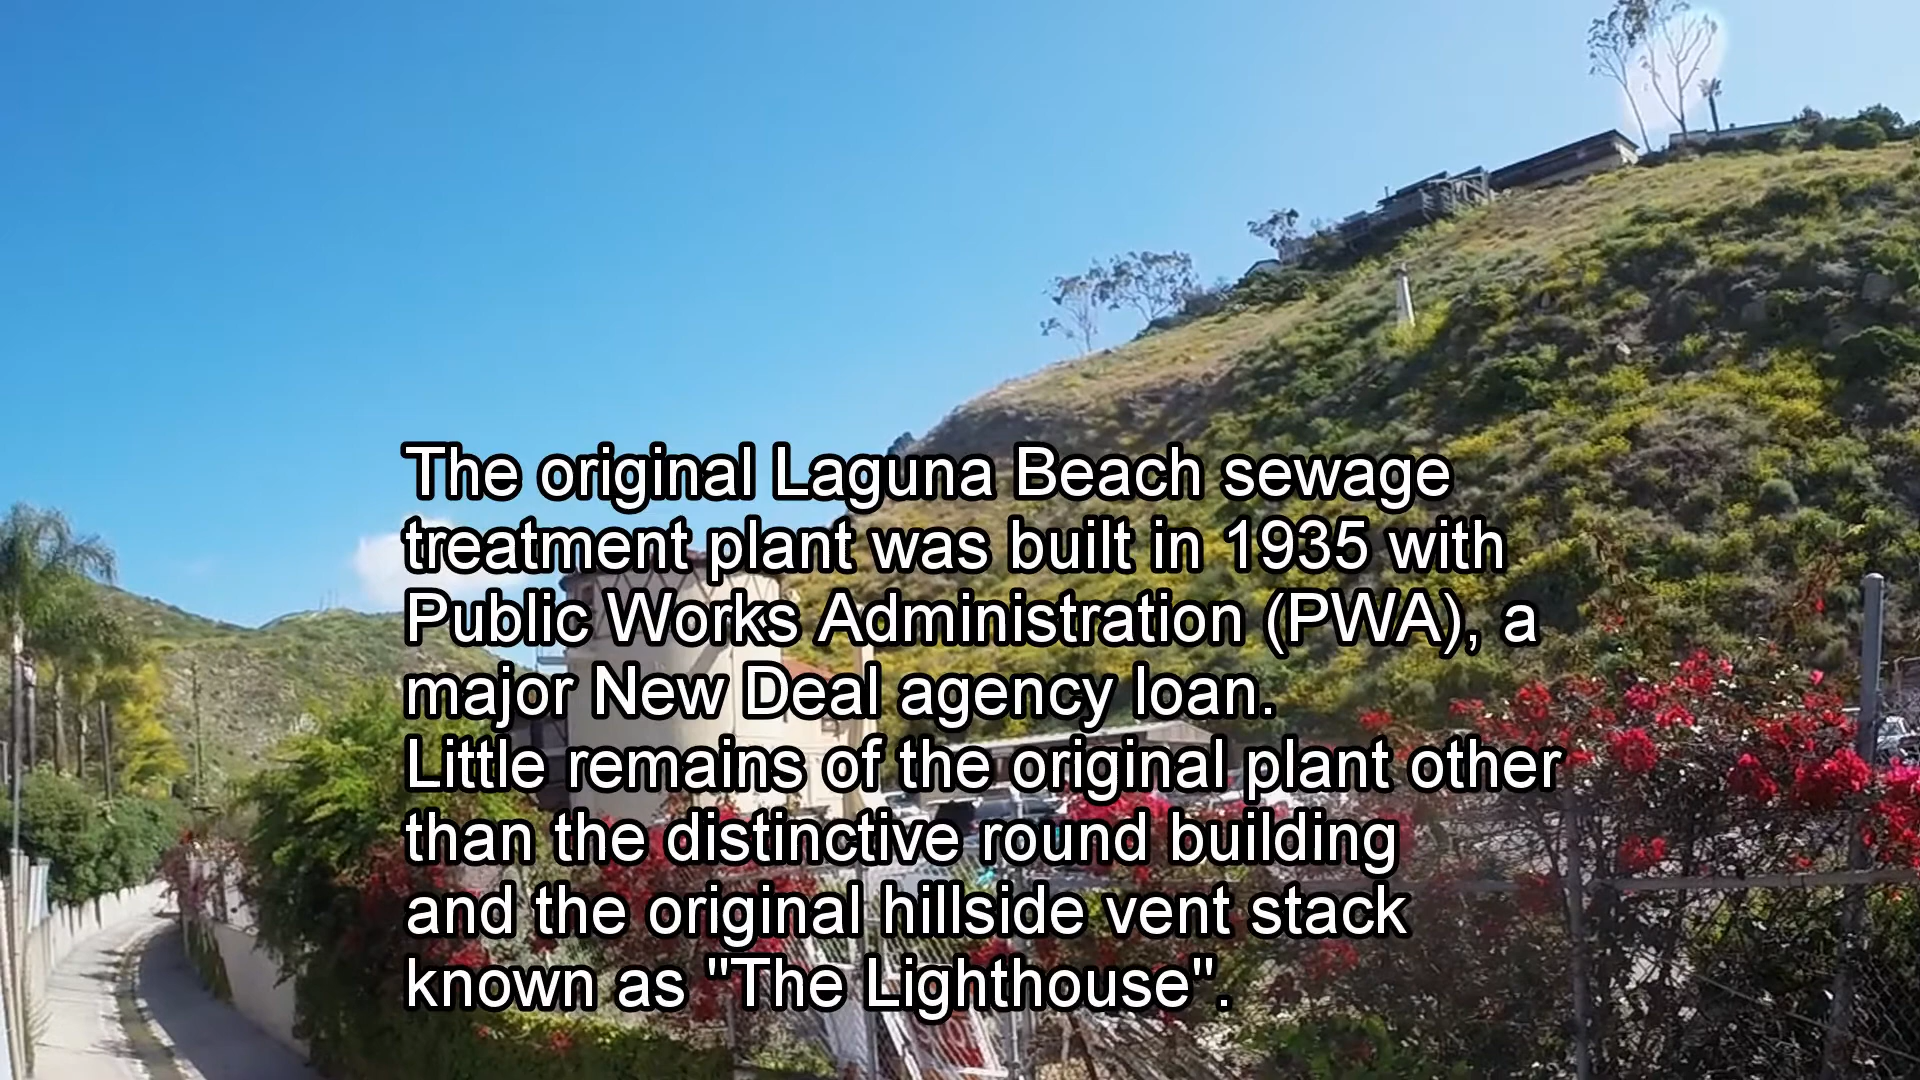 The original Laguna Beach sewage
treatment plant was built in 1935 with
Public Works Administration (PWA), a
major New Deal agency loan.
Little remains of the original plant other
than the distinctive round building
and the original hillside vent stack
known as "The Lighthouse".